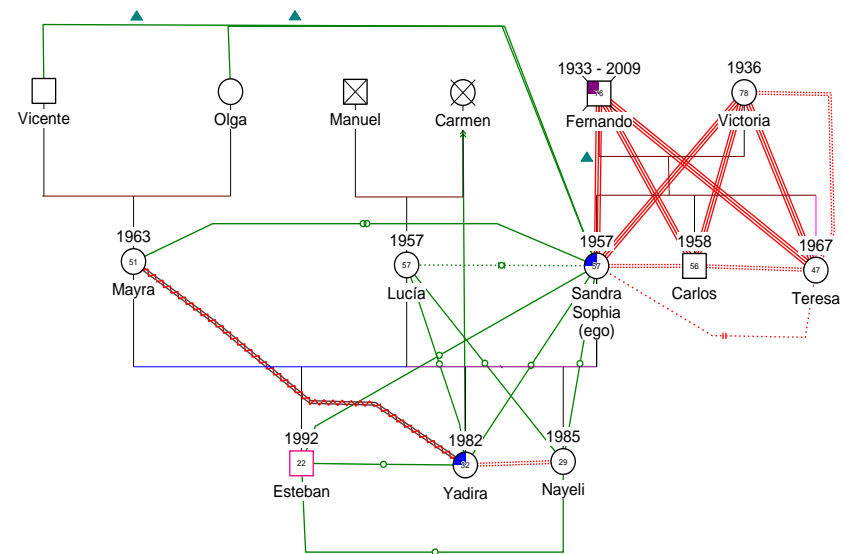 1933 - 2009
1936
76
78
Vicente
Olga
Manuel
Carmen
Fernando
Victoria
1963
1957
1957
1958
1967
51
57
57
56
47
Mayra
Lucía
Sandra
Sophia
(ego)
Carlos
Teresa
1992
1982
1985
22
32
29
Esteban
Yadira
Nayeli